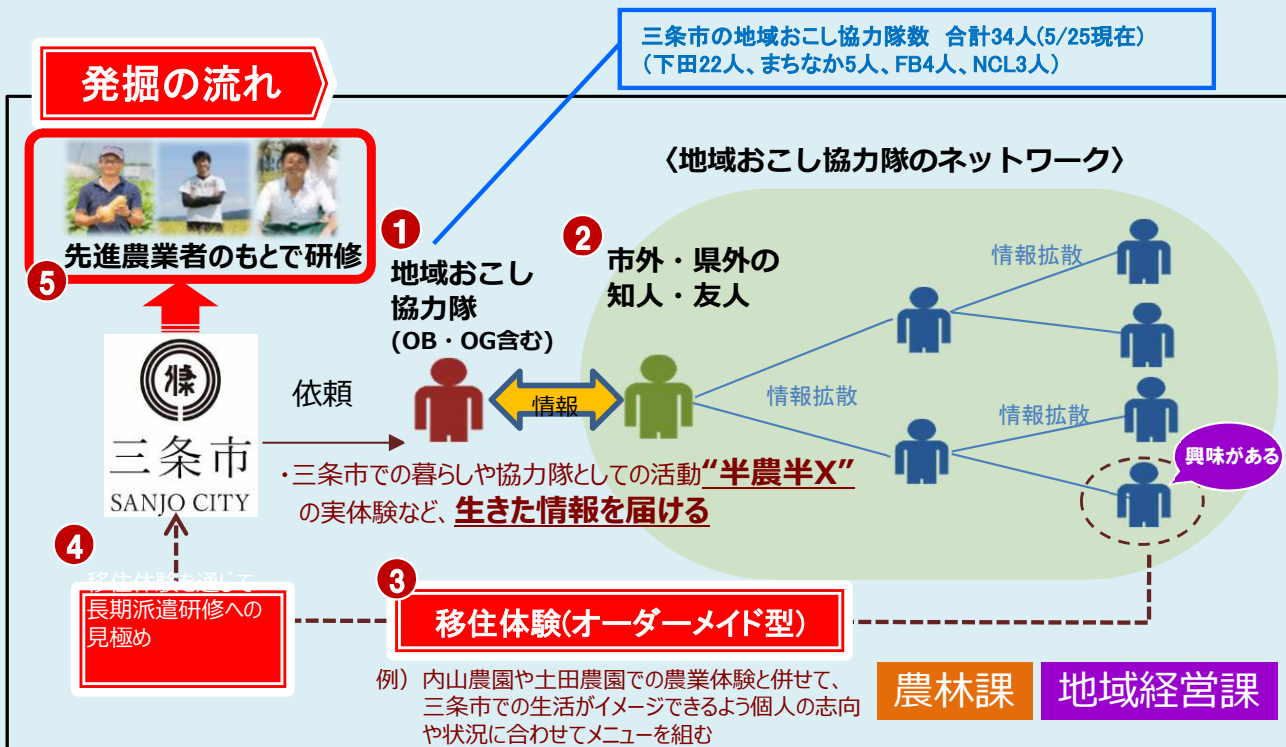 三条市の地域おこし協力隊数 合計34人(5/25現在)
(下田22人、まちなか5人、FB4人、NCL3人)
発掘の流れ
〈地域おこし協力隊のネットワーク〉
先進農業者のもとで研修
5
1
地域おこし
協力隊
(OB・OG含む)
2
市外・県外の
知人・友人
情報拡散
情報拡散
情報拡散
依頼
情報
興味がある
三条市
SANJO CITY
・三条市での暮らしや協力隊としての活動“半農半X”
の実体験など、生きた情報を届ける
4
移住体験を通じて
長期派遣研修への
見極め
3
移住体験(オーダーメイド型)
例）内山農園や土田農園での農業体験と併せて、
三条市での生活がイメージできるよう個人の志向
や状況に合わせてメニューを組む
農林課
地域経営課